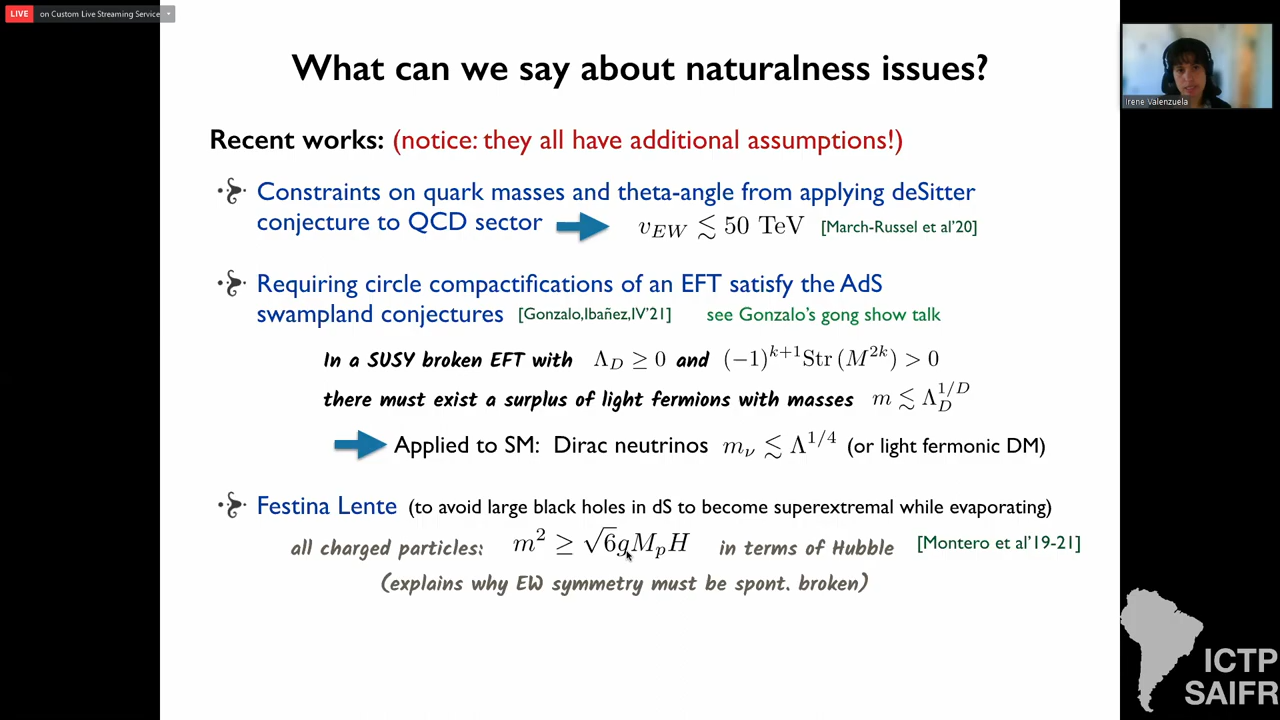 LIVE on Custom Live Streaming Service
What can we say about naturalness issues?
Irene Valenzuela
Recent works: (notice: they all have additional assumptions!)
Constraints on quark masses and theta-angle from applying deSitter
conjecture to QCD sector v_{EW} ≲ 50 TeV [March-Russel et al'20]
Requiring circle compactifications of an EFT satisfy the AdS
swampland conjectures [Gonzalo,Ibañez,IV'21] see Gonzalo's gong show talk
In a SUSY broken EFT with Λ_D ≥ 0 and (−1)^{k+1}Str (M^{2k}) > 0
there must exist a surplus of light fermions with masses m ≲ Λ_D^{1/D}
Applied to SM: Dirac neutrinos m_ν ≲ Λ^{1/4} (or light fermonic DM)
Festina Lente (to avoid large black holes in dS to become superextremal while evaporating)
all charged particles: m² ≥ √6gM_pH in terms of Hubble [Montero et al'19-21]
(explains why EW symmetry must be spont. broken)
ICTP
SAIFR